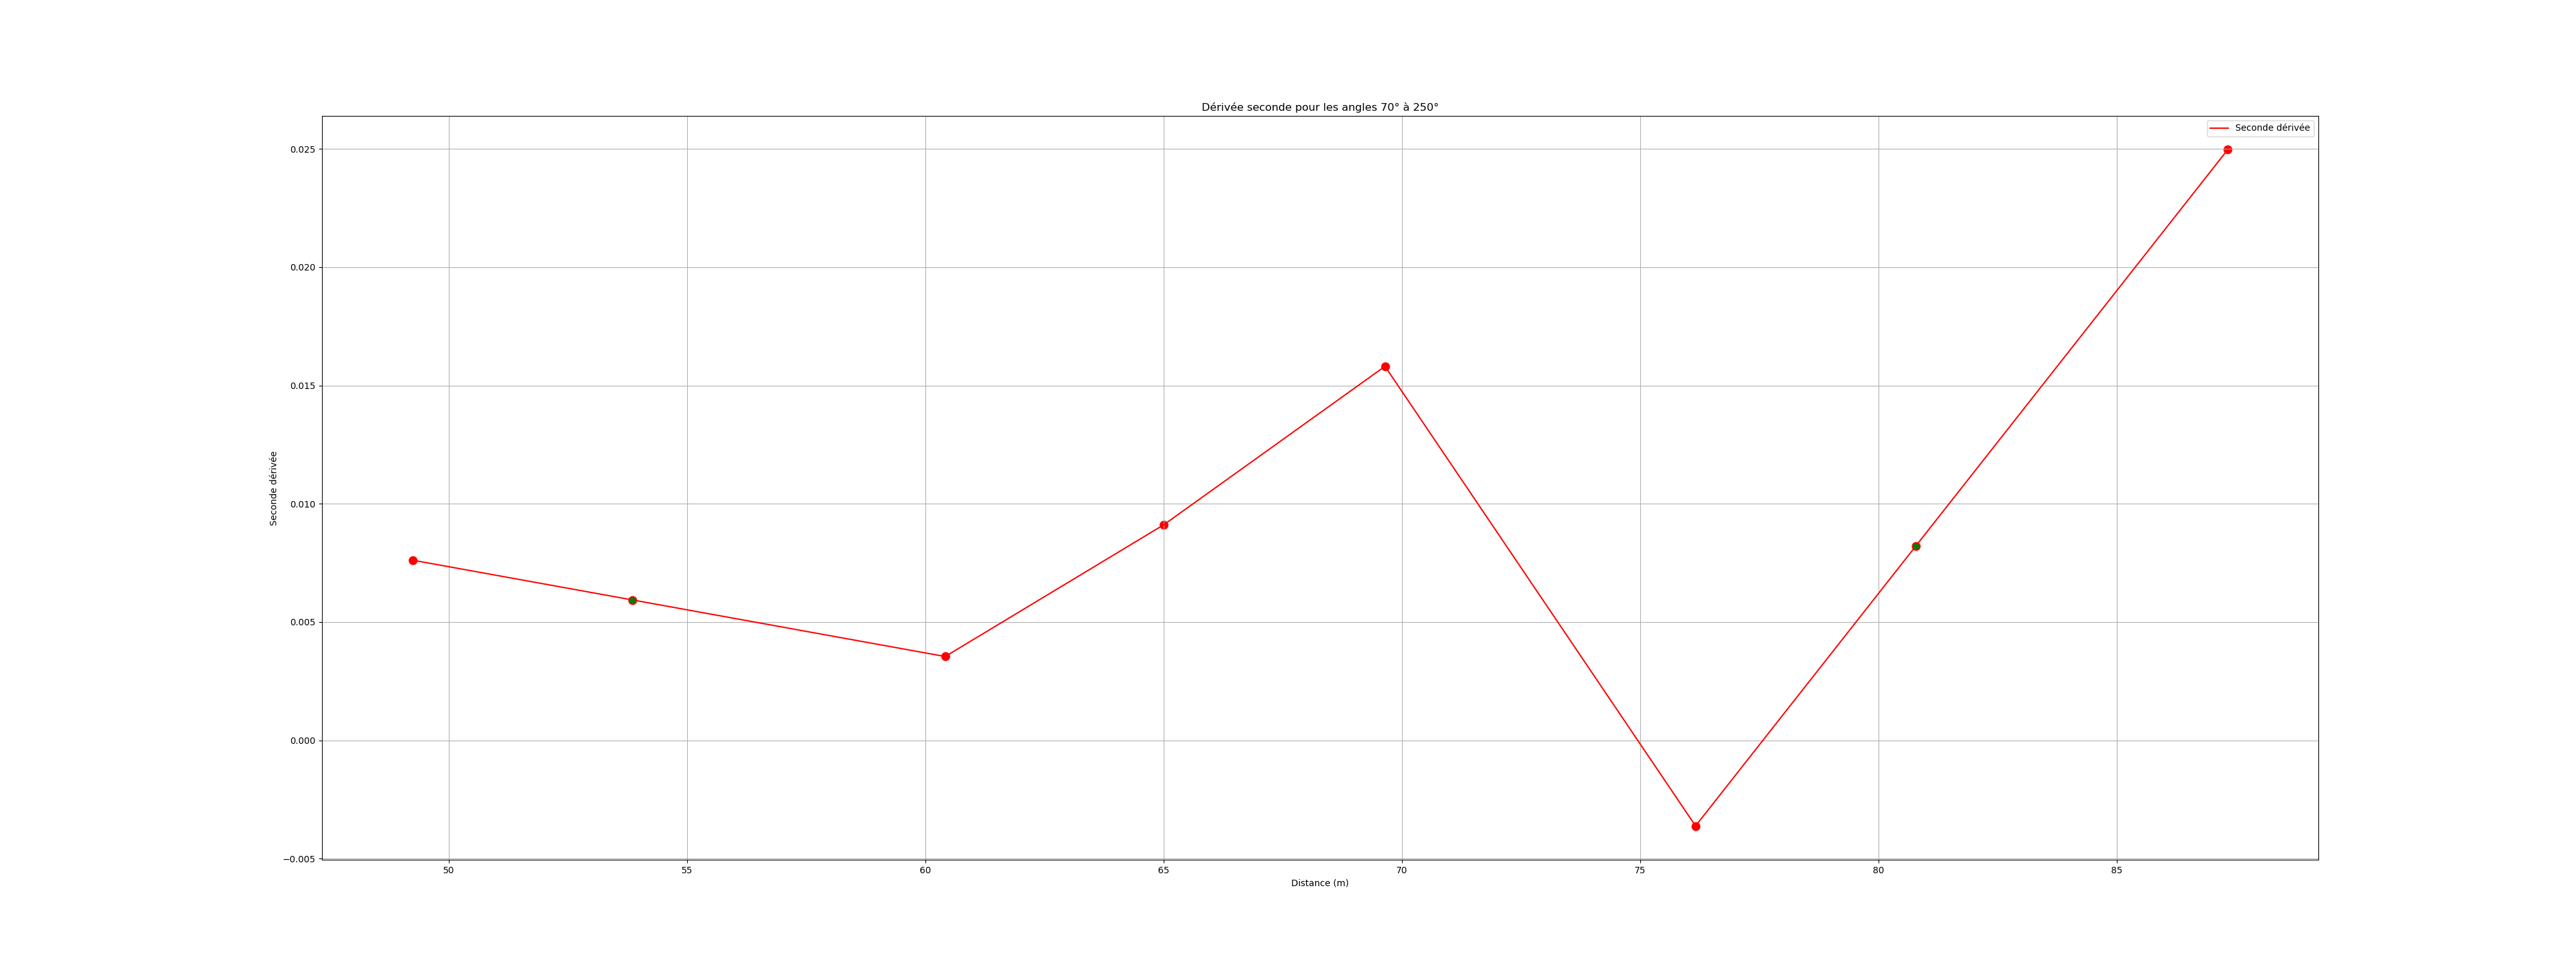 Dérivée seconde pour les angles 70° à 250°
Seconde dérivée
0.025
0.020
0.015
0.010
0.005
0.000
−0.005
Seconde dérivée
50 55 60 65 70 75 80 85
Distance (m)